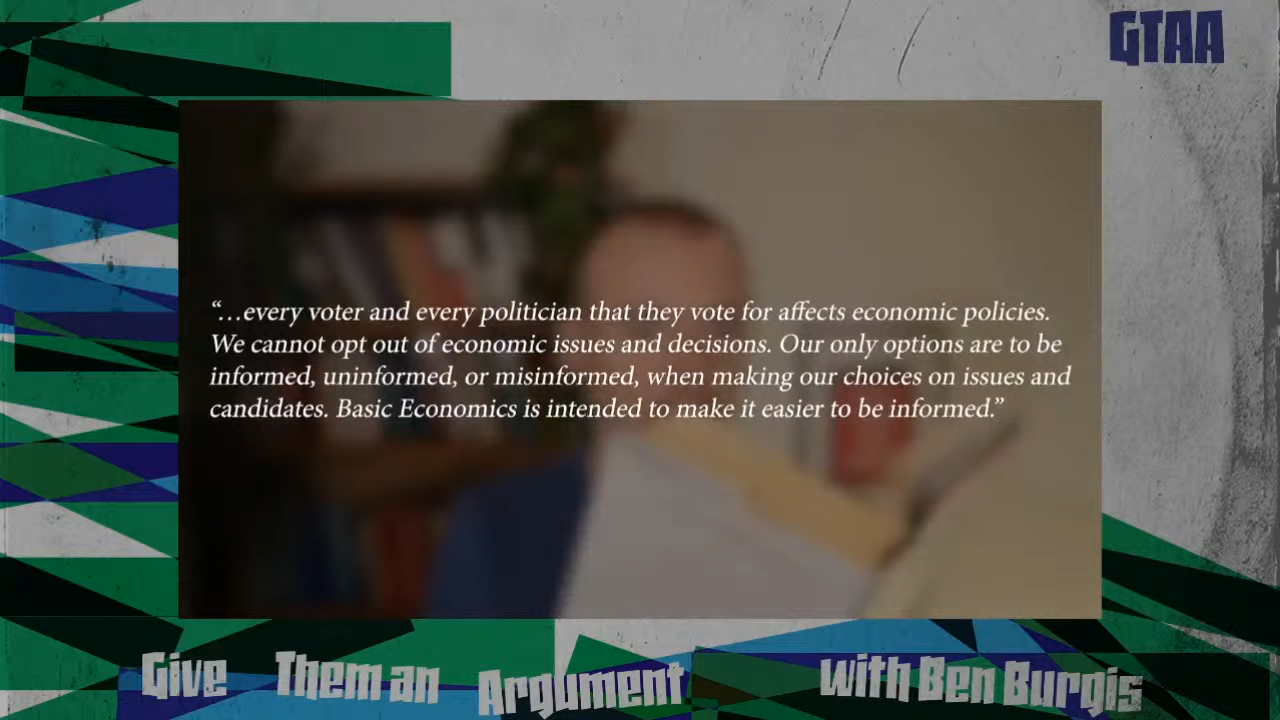 GTAA
“…every voter and every politician that they vote for affects economic policies.
We cannot opt out of economic issues and decisions. Our only options are to be
informed, uninformed, or misinformed, when making our choices on issues and
candidates. Basic Economics is intended to make it easier to be informed.”
Give Them an Argument with Ben Burgis